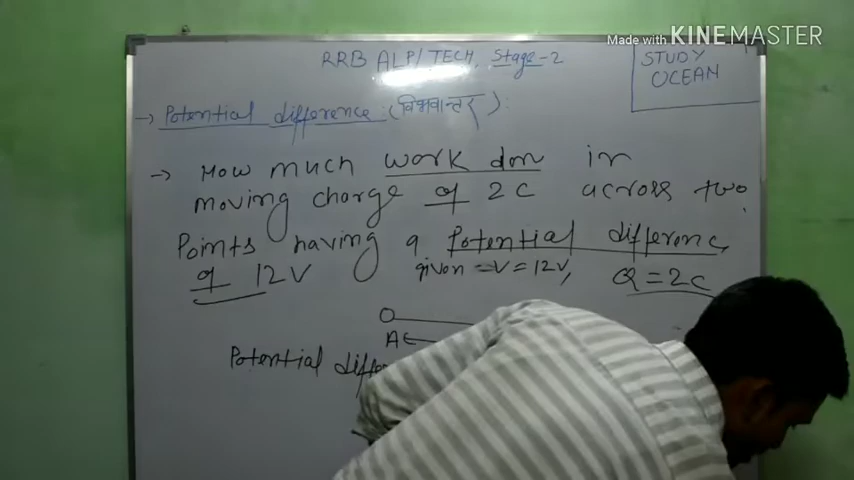 Made with KINEMASTER
RRB ALP/TECH, Stage-2
STUDY
OCEAN
→ Potential difference: (विभवान्तर):
→ How much work don in
moving charge of 2 C across two
Points having a Potential differenc,
of 12V
given = V = 12V, Q = 2C
A
Potential